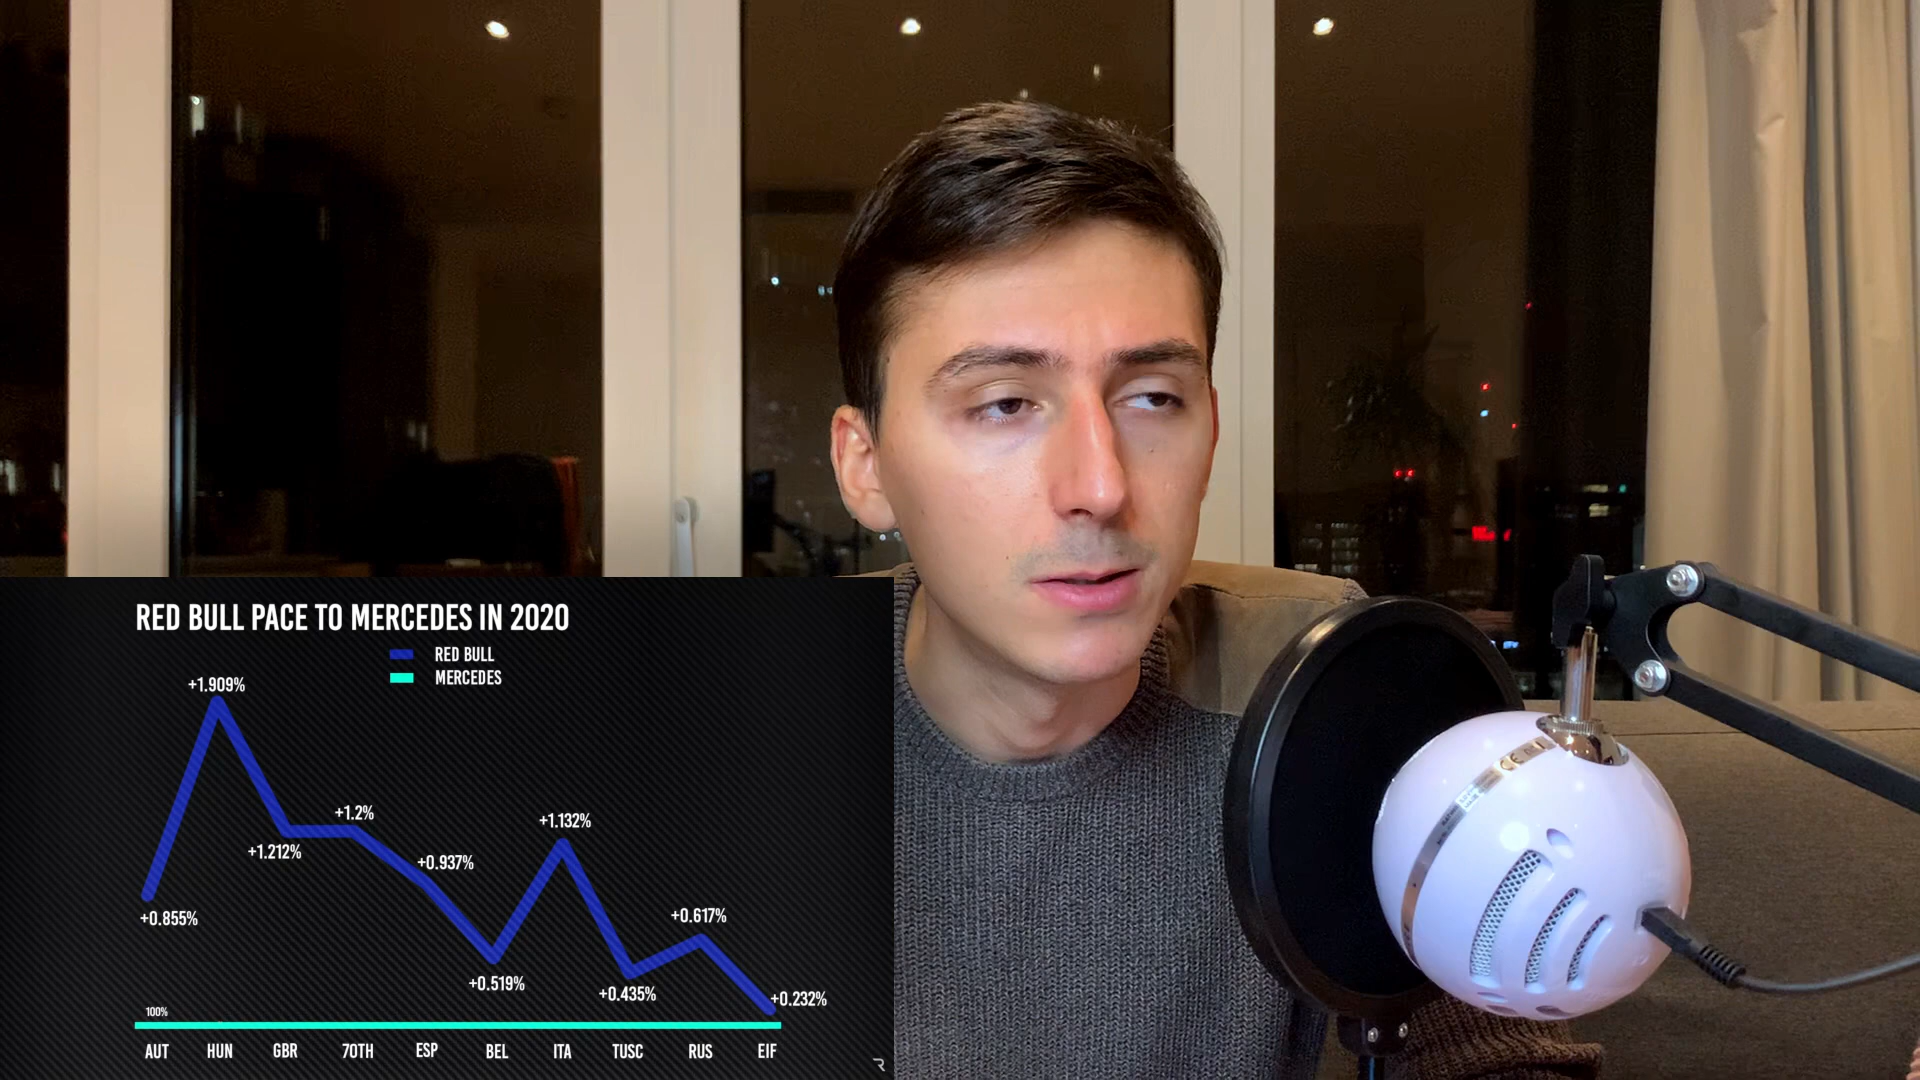 RED BULL PACE TO MERCEDES IN 2020
RED BULL
MERCEDES
+1.909%
+1.2%
+1.132%
+1.212%
+0.937%
+0.855%
+0.617%
+0.519%
+0.435%
+0.232%
100%
AUT HUN GBR 70TH ESP BEL ITA TUSC RUS EIF